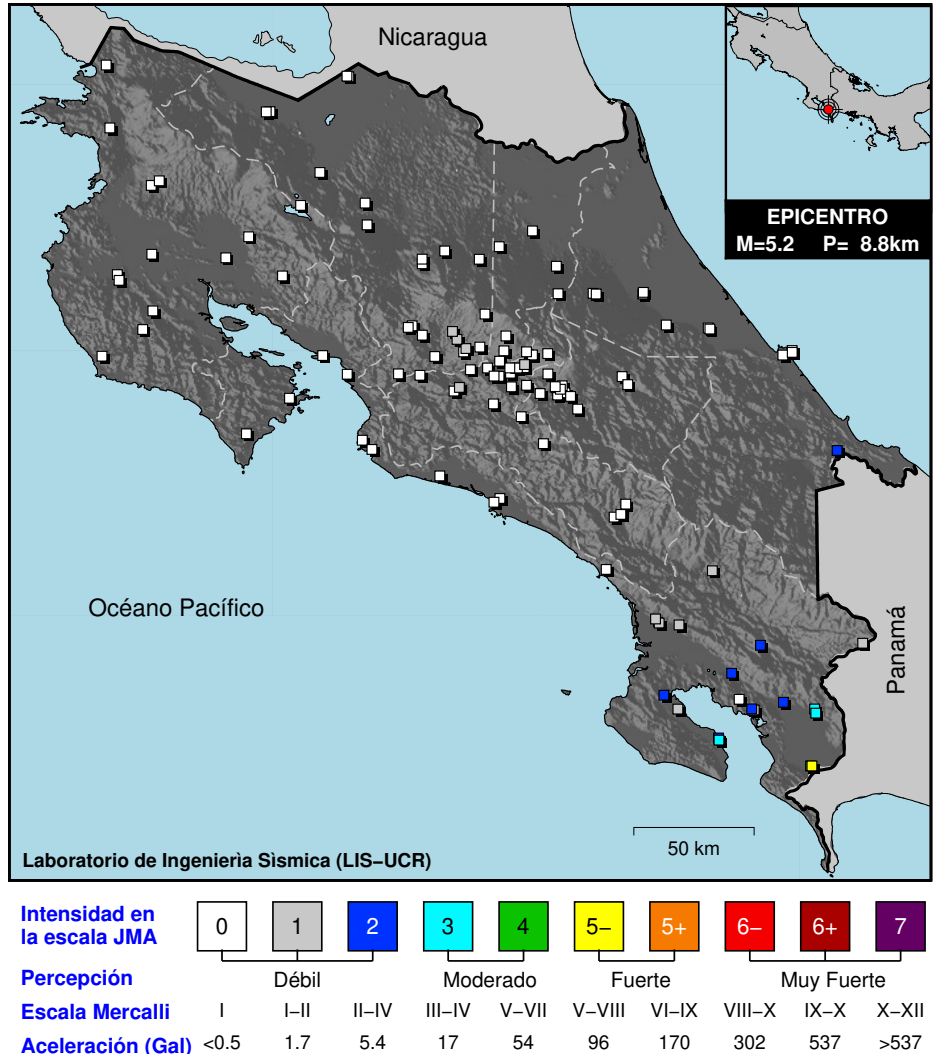 Nicaragua
EPICENTRO
M=5.2 P= 8.8km
Océano Pacífico
Panamá
50 km
Laboratorio de Ingenierìa Sìsmica (LIS−UCR)
Intensidad en
la escala JMA
0 1 2 3 4 5− 5+ 6− 6+ 7
Percepción Débil Moderado Fuerte Muy Fuerte
Escala Mercalli I I−II II−IV III−IV V−VII V−VIII VI−IX VIII−X IX−X X−XII
Aceleración (Gal) <0.5 1.7 5.4 17 54 96 170 302 537 >537